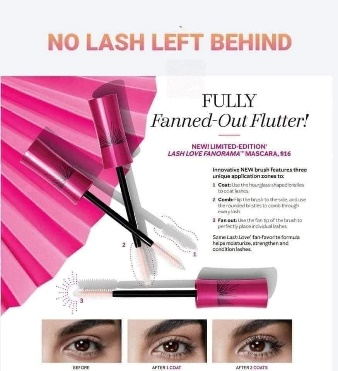 NO LASH LEFT BEHIND
FULLY
Fanned-Out Flutter!
NEW! LIMITED-EDITION†
LASH LOVE FANORAMA™ MASCARA, $16
Innovative NEW brush features three
unique application zones to:
1 Coat: Use the hourglass shaped bristles
to coat lashes.
2 Comb: Flip the brush to the side, and use
the rounded bristles to comb through
every lash
3 Fan out: Use the fan tip of the brush to
perfectly place individual lashes.
Same Lash Love® fan-favorite formula
helps moisturize, strengthen and
condition lashes.
1
2
3
BEFORE
AFTER 1 COAT
AFTER 2 COATS